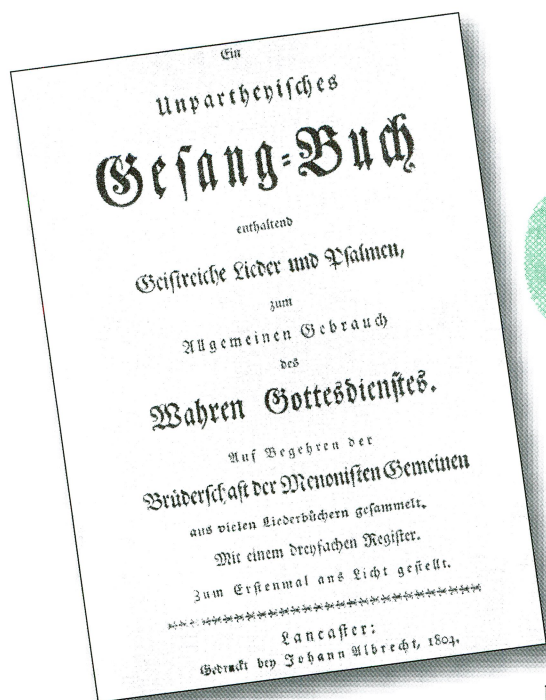 Ein
Unpartheyisches
Gesang-Buch
enthaltend
Geistreiche Lieder und Psalmen,
zum
Allgemeinen Gebrauch
des
Wahren Gottesdienstes.
Auf Begehren der
Brüderschaft der Menonisten Gemeinen
aus vielen Liederbüchern gesammelt.
Mit einem dreyfachen Register.
Zum Erstenmal ans Licht gestellt.
Lancaster:
Gedruckt bey Johann Albrecht, 1804.